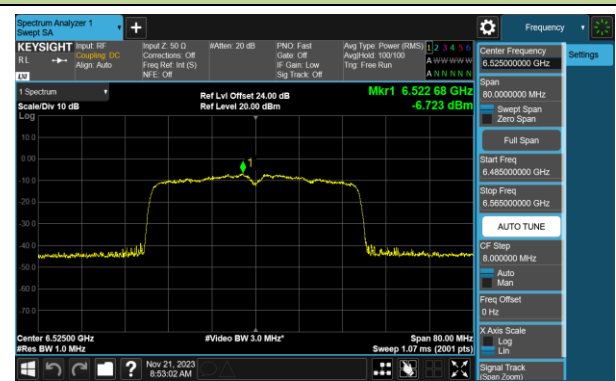 Spectrum Analyzer 1
Swept SA
Frequency
KEYSIGHT
RL
LXI
Input: RF
Coupling: DC
Align: Auto
Input Z: 50 Ω
Corrections: Off
Freq Ref: Int (S)
NFE: Off
#Atten: 20 dB
PNO: Fast
Gate: Off
IF Gain: Low
Sig Track: Off
Avg Type: Power (RMS)
Avg|Hold: 100/100
Trig: Free Run
1 2 3 4 5 6
A W W W W W
A N N N N N
Center Frequency
6.525000000 GHz
Settings
Span
80.0000000 MHz
Swept Span
Zero Span
Full Span
Start Freq
6.485000000 GHz
Stop Freq
6.565000000 GHz
AUTO TUNE
CF Step
8.000000 MHz
Auto
Man
Freq Offset
0 Hz
X Axis Scale
Log
Lin
Signal Track
(Span Zoom)
1 Spectrum
Scale/Div 10 dB
Log
Ref Lvl Offset 24.00 dB
Ref Level 20.00 dBm
Mkr1 6.522 68 GHz
-6.723 dBm
10.0
0.00
-10.0
-20.0
-30.0
-40.0
-50.0
-60.0
-70.0
1
Center 6.52500 GHz
#Res BW 1.0 MHz
#Video BW 3.0 MHz*
Span 80.00 MHz
Sweep 1.07 ms (2001 pts)
?
Nov 21, 2023
8:53:02 AM